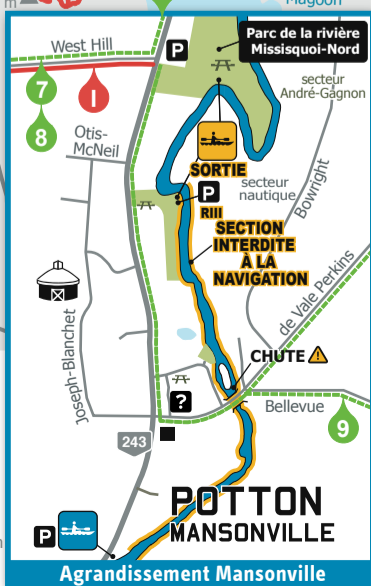 m
Magoon
P
Parc de la rivière
Missisquoi-Nord
West Hill
secteur
André-Gagnon
7
I
8
Otis-
McNeil
SORTIE
P
secteur
nautique
Bowright
RIII
SECTION
INTERDITE
À LA
NAVIGATION
de Vale Perkins
Joseph-Blanchet
CHUTE
?
Bellevue
9
243
POTTON
MANSONVILLE
P
Agrandissement Mansonville